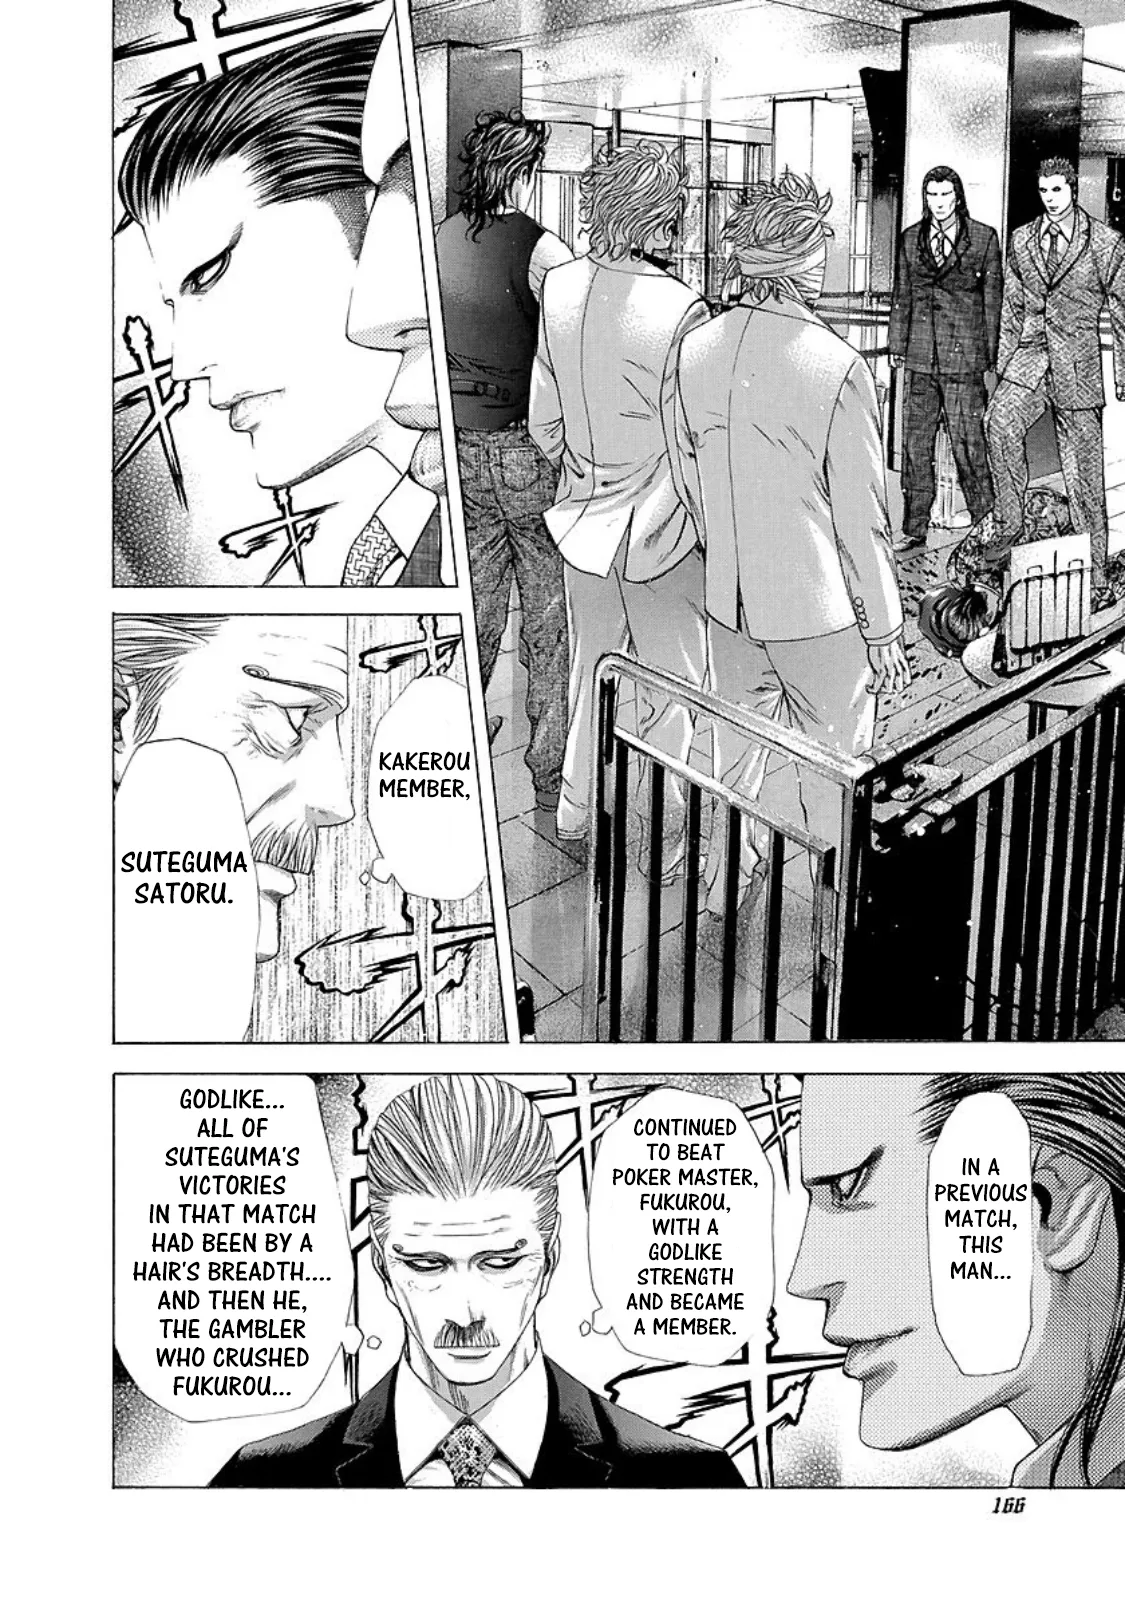 KAKEROU
MEMBER,
SUTEGUMA
SATORU.
IN A
PREVIOUS
MATCH,
THIS
MAN...
CONTINUED
TO BEAT
POKER MASTER,
FUKUROU,
WITH A
GODLIKE
STRENGTH
AND BECAME
A MEMBER.
GODLIKE...
ALL OF
SUTEGUMA'S
VICTORIES
IN THAT MATCH
HAD BEEN BY A
HAIR'S BREADTH....
AND THEN HE,
THE GAMBLER
WHO CRUSHED
FUKUROU...
166